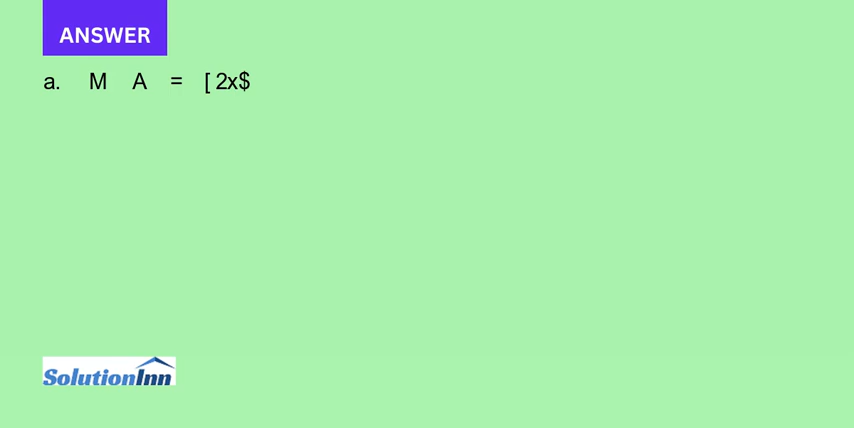 ANSWER
a. M A = [ 2x$
SolutionInn